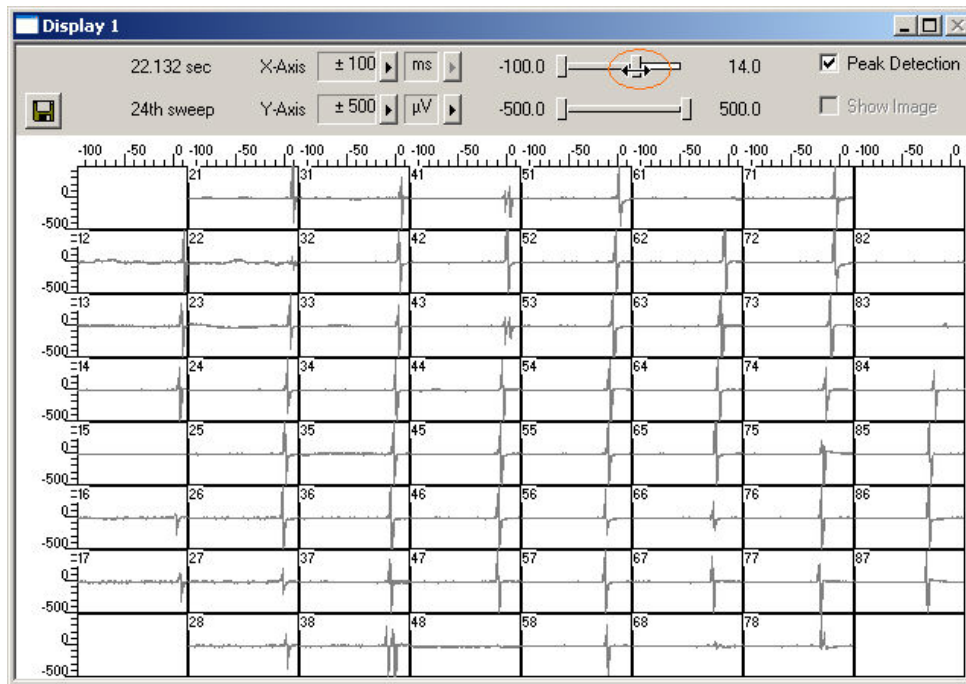 Display 1
22.132 sec X-Axis ± 100 ms -100.0 14.0 Peak Detection
24th sweep Y-Axis ± 500 µV -500.0 500.0 Show Image
-100 -50 0 -100 -50 0 -100 -50 0 -100 -50 0 -100 -50 0 -100 -50 0 -100 -50 0 -100 -50 0
21 31 41 51 61 71
0
-500
12 22 32 42 52 62 72 82
0
-500
13 23 33 43 53 63 73 83
0
-500
14 24 34 44 54 64 74 84
0
-500
15 25 35 45 55 65 75 85
0
-500
16 26 36 46 56 66 76 86
0
-500
17 27 37 47 57 67 77 87
0
-500
28 38 48 58 68 78
0
-500